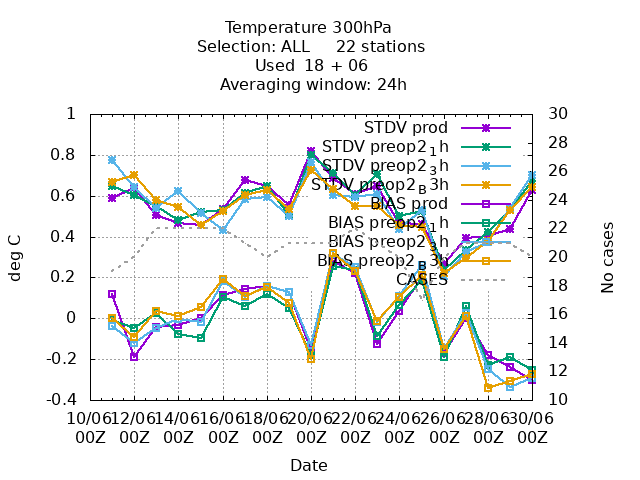 Temperature 300hPa
Selection: ALL 22 stations
Used 18 + 06
Averaging window: 24h
deg C
No cases
1
0.8
0.6
0.4
0.2
0
-0.2
-0.4
30
28
26
24
22
20
18
16
14
12
10
STDV prod
STDV preop2_1h
STDV preop2_3h
STDV preop2_B3h
BIAS prod
BIAS preop2_1h
BIAS preop2_3h
BIAS preop2_B3h
CASES
10/06 12/06 14/06 16/06 18/06 20/06 22/06 24/06 26/06 28/06 30/06
00Z 00Z 00Z 00Z 00Z 00Z 00Z 00Z 00Z 00Z 00Z
Date